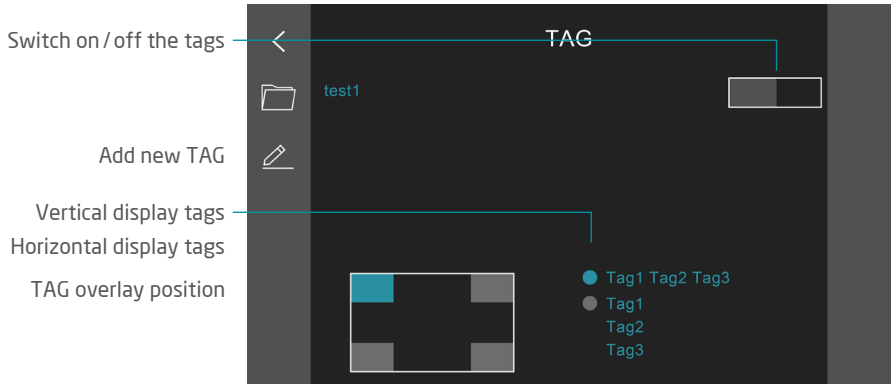 Switch on / off the tags
TAG
test1
Add new TAG
Vertical display tags
Horizontal display tags
TAG overlay position
Tag1 Tag2 Tag3
Tag1
Tag2
Tag3